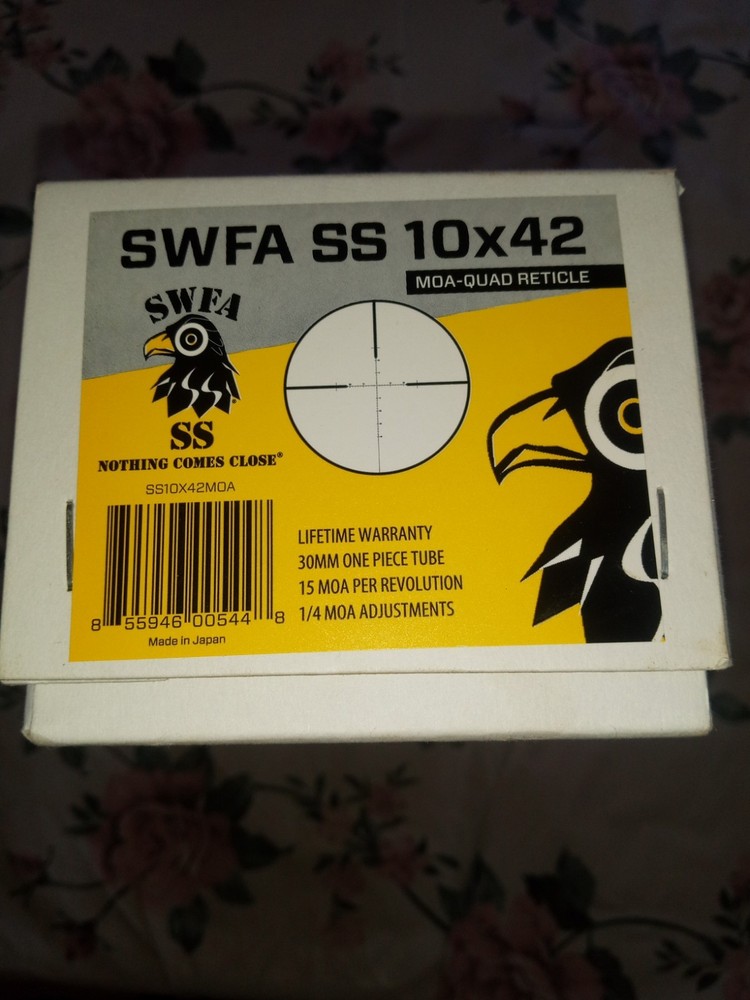 SWFA SS 10x42
MOA-QUAD RETICLE
SWFA
SS
SS
NOTHING COMES CLOSE®
SS10X42MOA
8 55946 00544 8
Made in Japan
LIFETIME WARRANTY
30MM ONE PIECE TUBE
15 MOA PER REVOLUTION
1/4 MOA ADJUSTMENTS